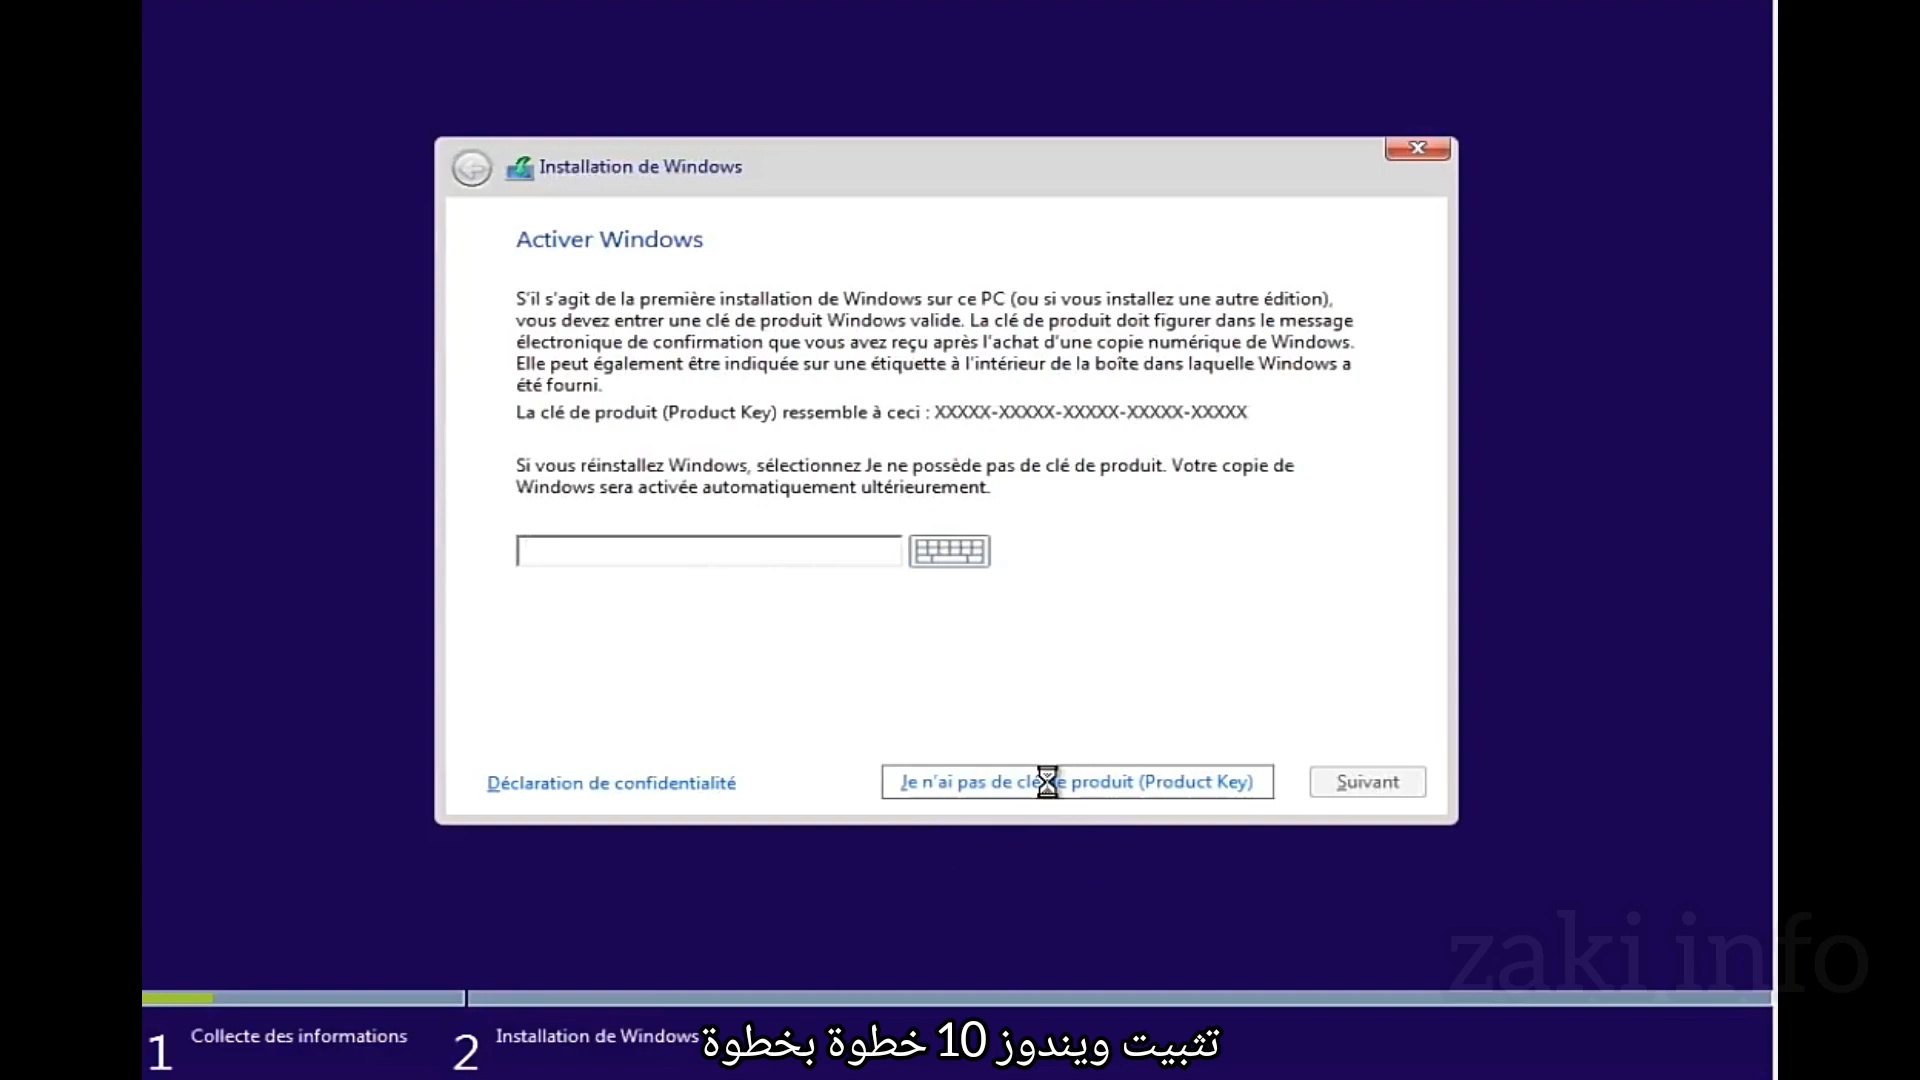 Installation de Windows
Activer Windows
S'il s'agit de la première installation de Windows sur ce PC (ou si vous installez une autre édition),
vous devez entrer une clé de produit Windows valide. La clé de produit doit figurer dans le message
électronique de confirmation que vous avez reçu après l'achat d'une copie numérique de Windows.
Elle peut également être indiquée sur une étiquette à l'intérieur de la boîte dans laquelle Windows a
été fourni.
La clé de produit (Product Key) ressemble à ceci : XXXXX-XXXXX-XXXXX-XXXXX-XXXXX
Si vous réinstallez Windows, sélectionnez Je ne possède pas de clé de produit. Votre copie de
Windows sera activée automatiquement ultérieurement.
Déclaration de confidentialité
Je n'ai pas de clé de produit (Product Key)
Suivant
zaki info
1 Collecte des informations
2 Installation de Windows
تثبيت ويندوز 10 خطوة بخطوة